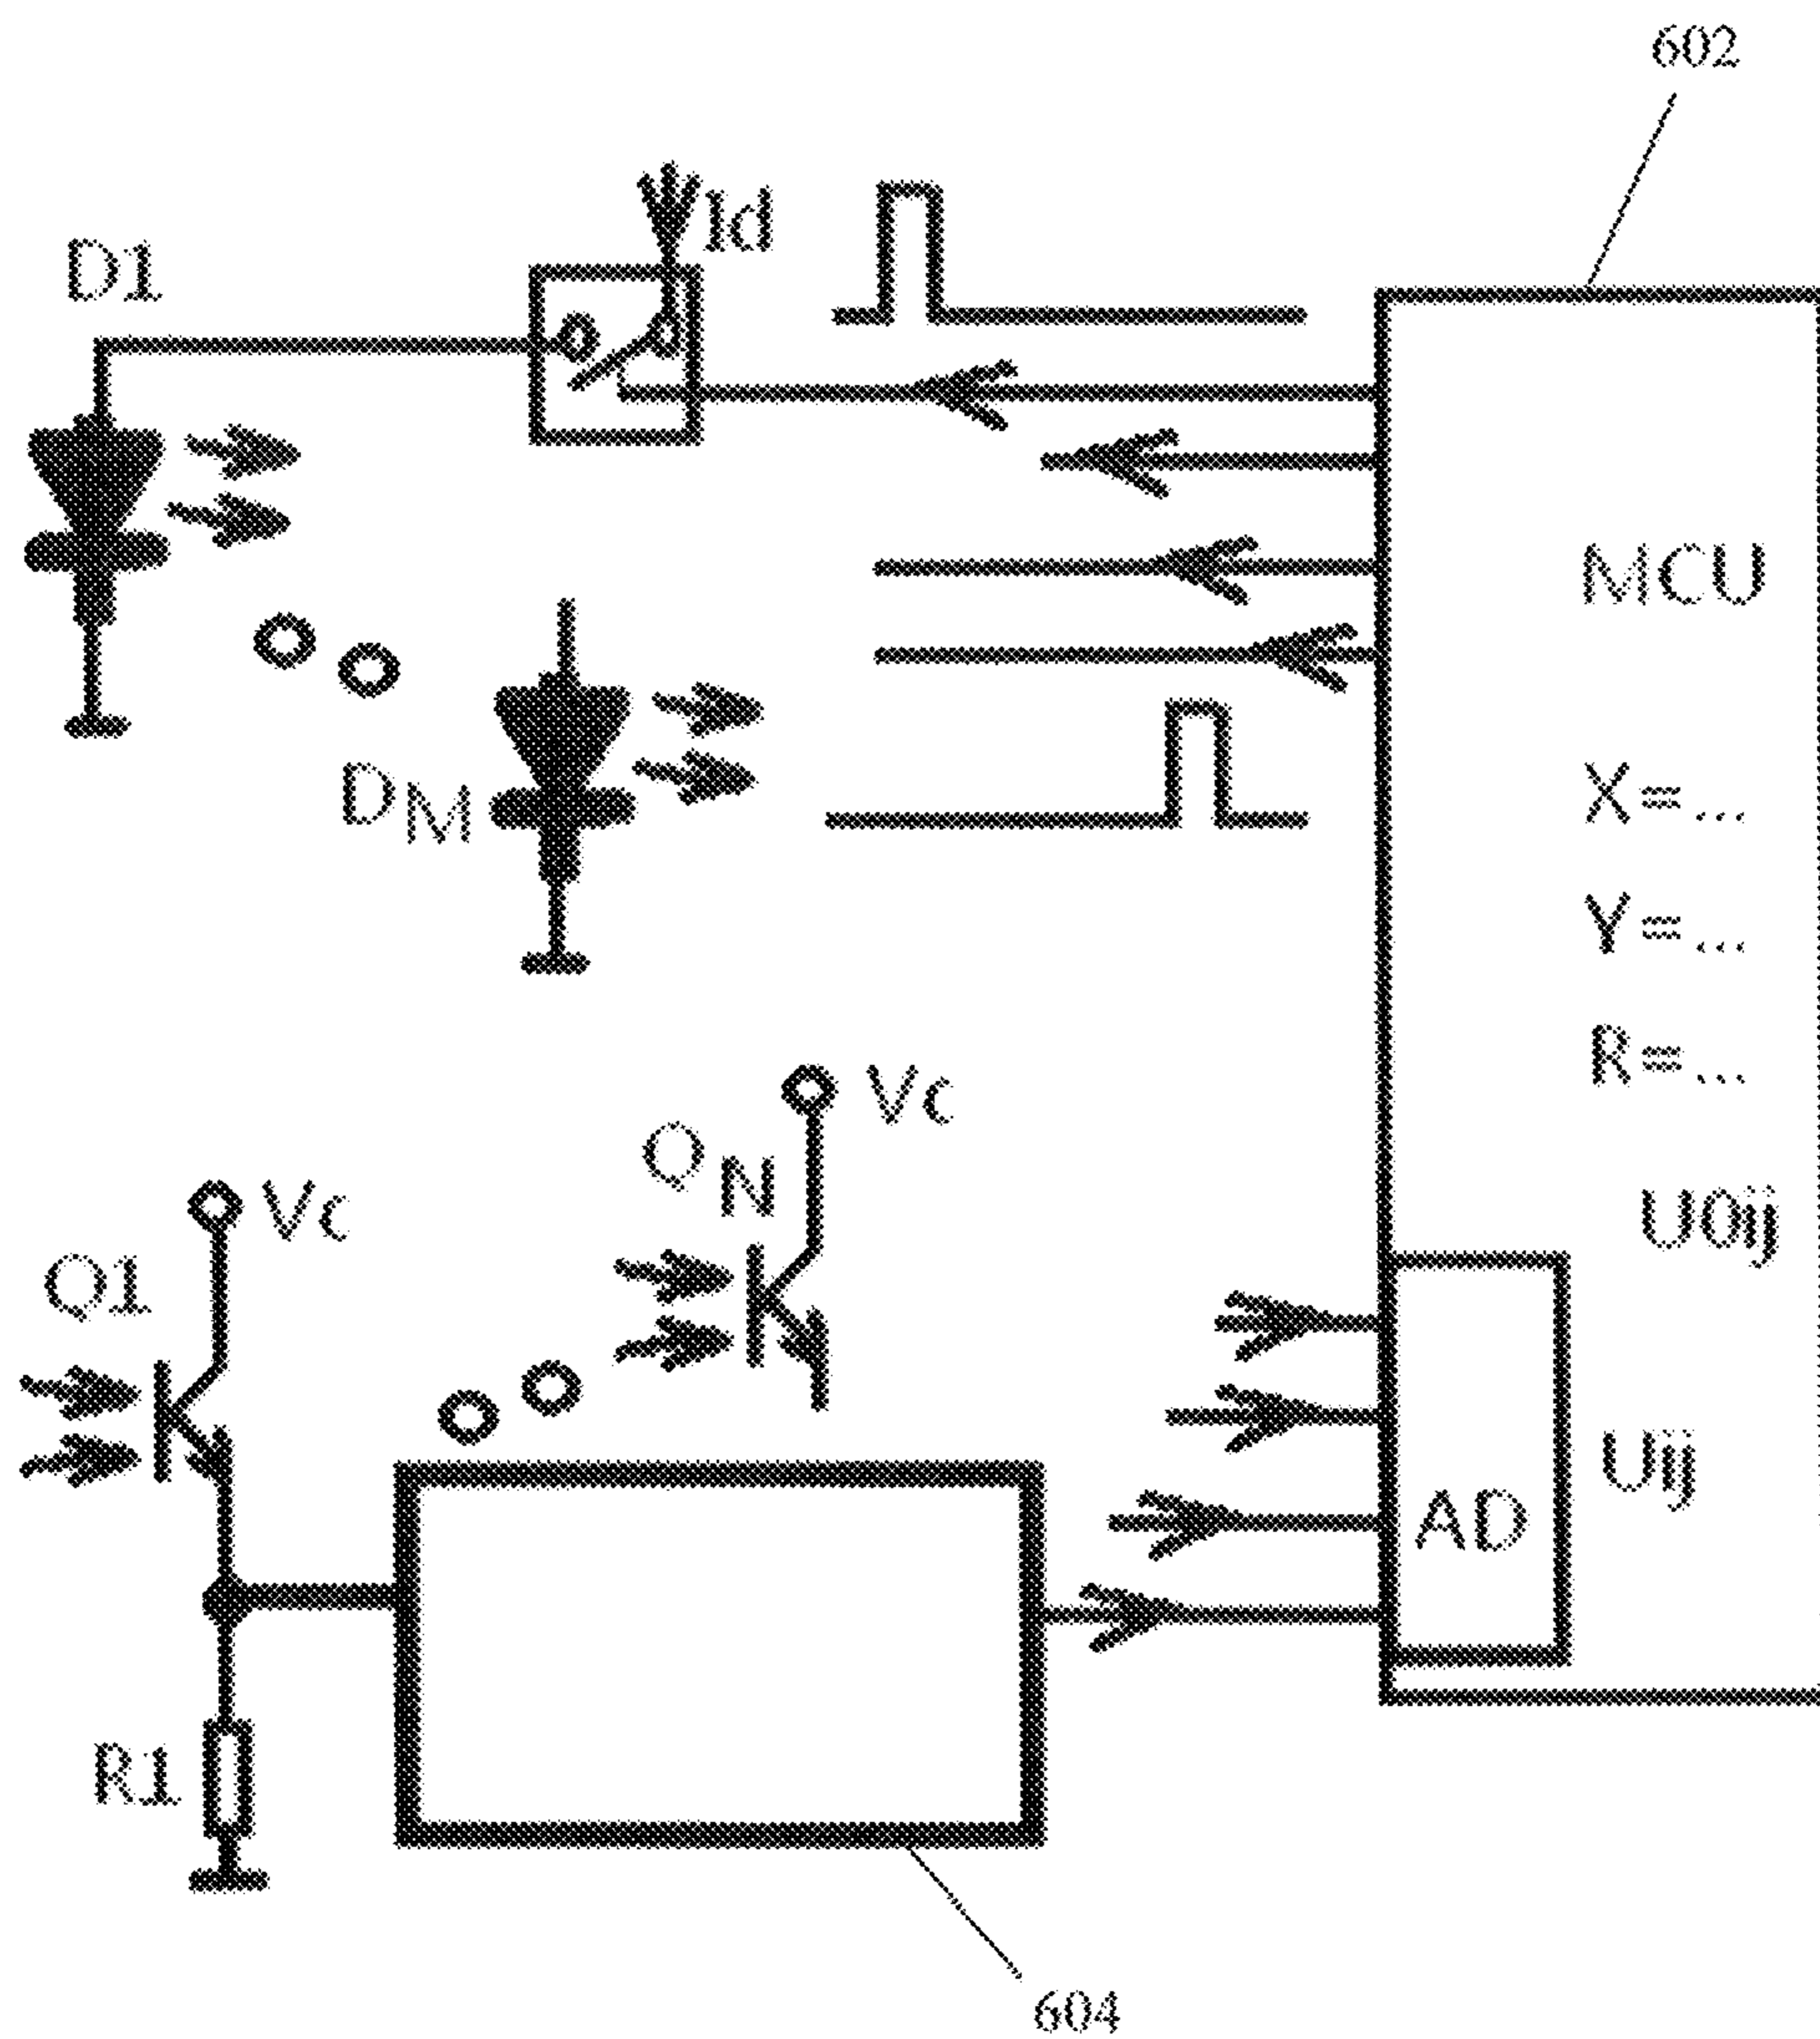 602
Id
D1
MCU
X=...
DM
Y=...
R=...
Vc
QN
Vc
U0ij
Q1
Uij
AD
R1
604